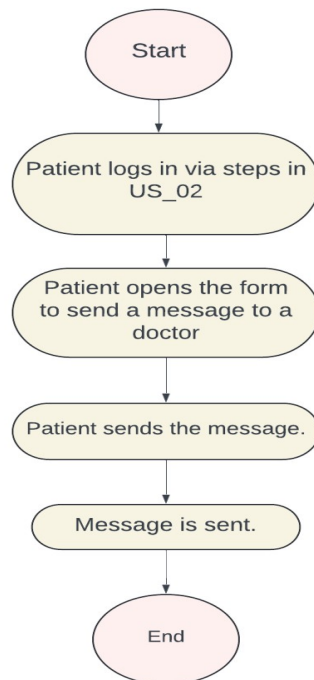 Start
Patient logs in via steps in
US_02
Patient opens the form
to send a message to a
doctor
Patient sends the message.
Message is sent.
End